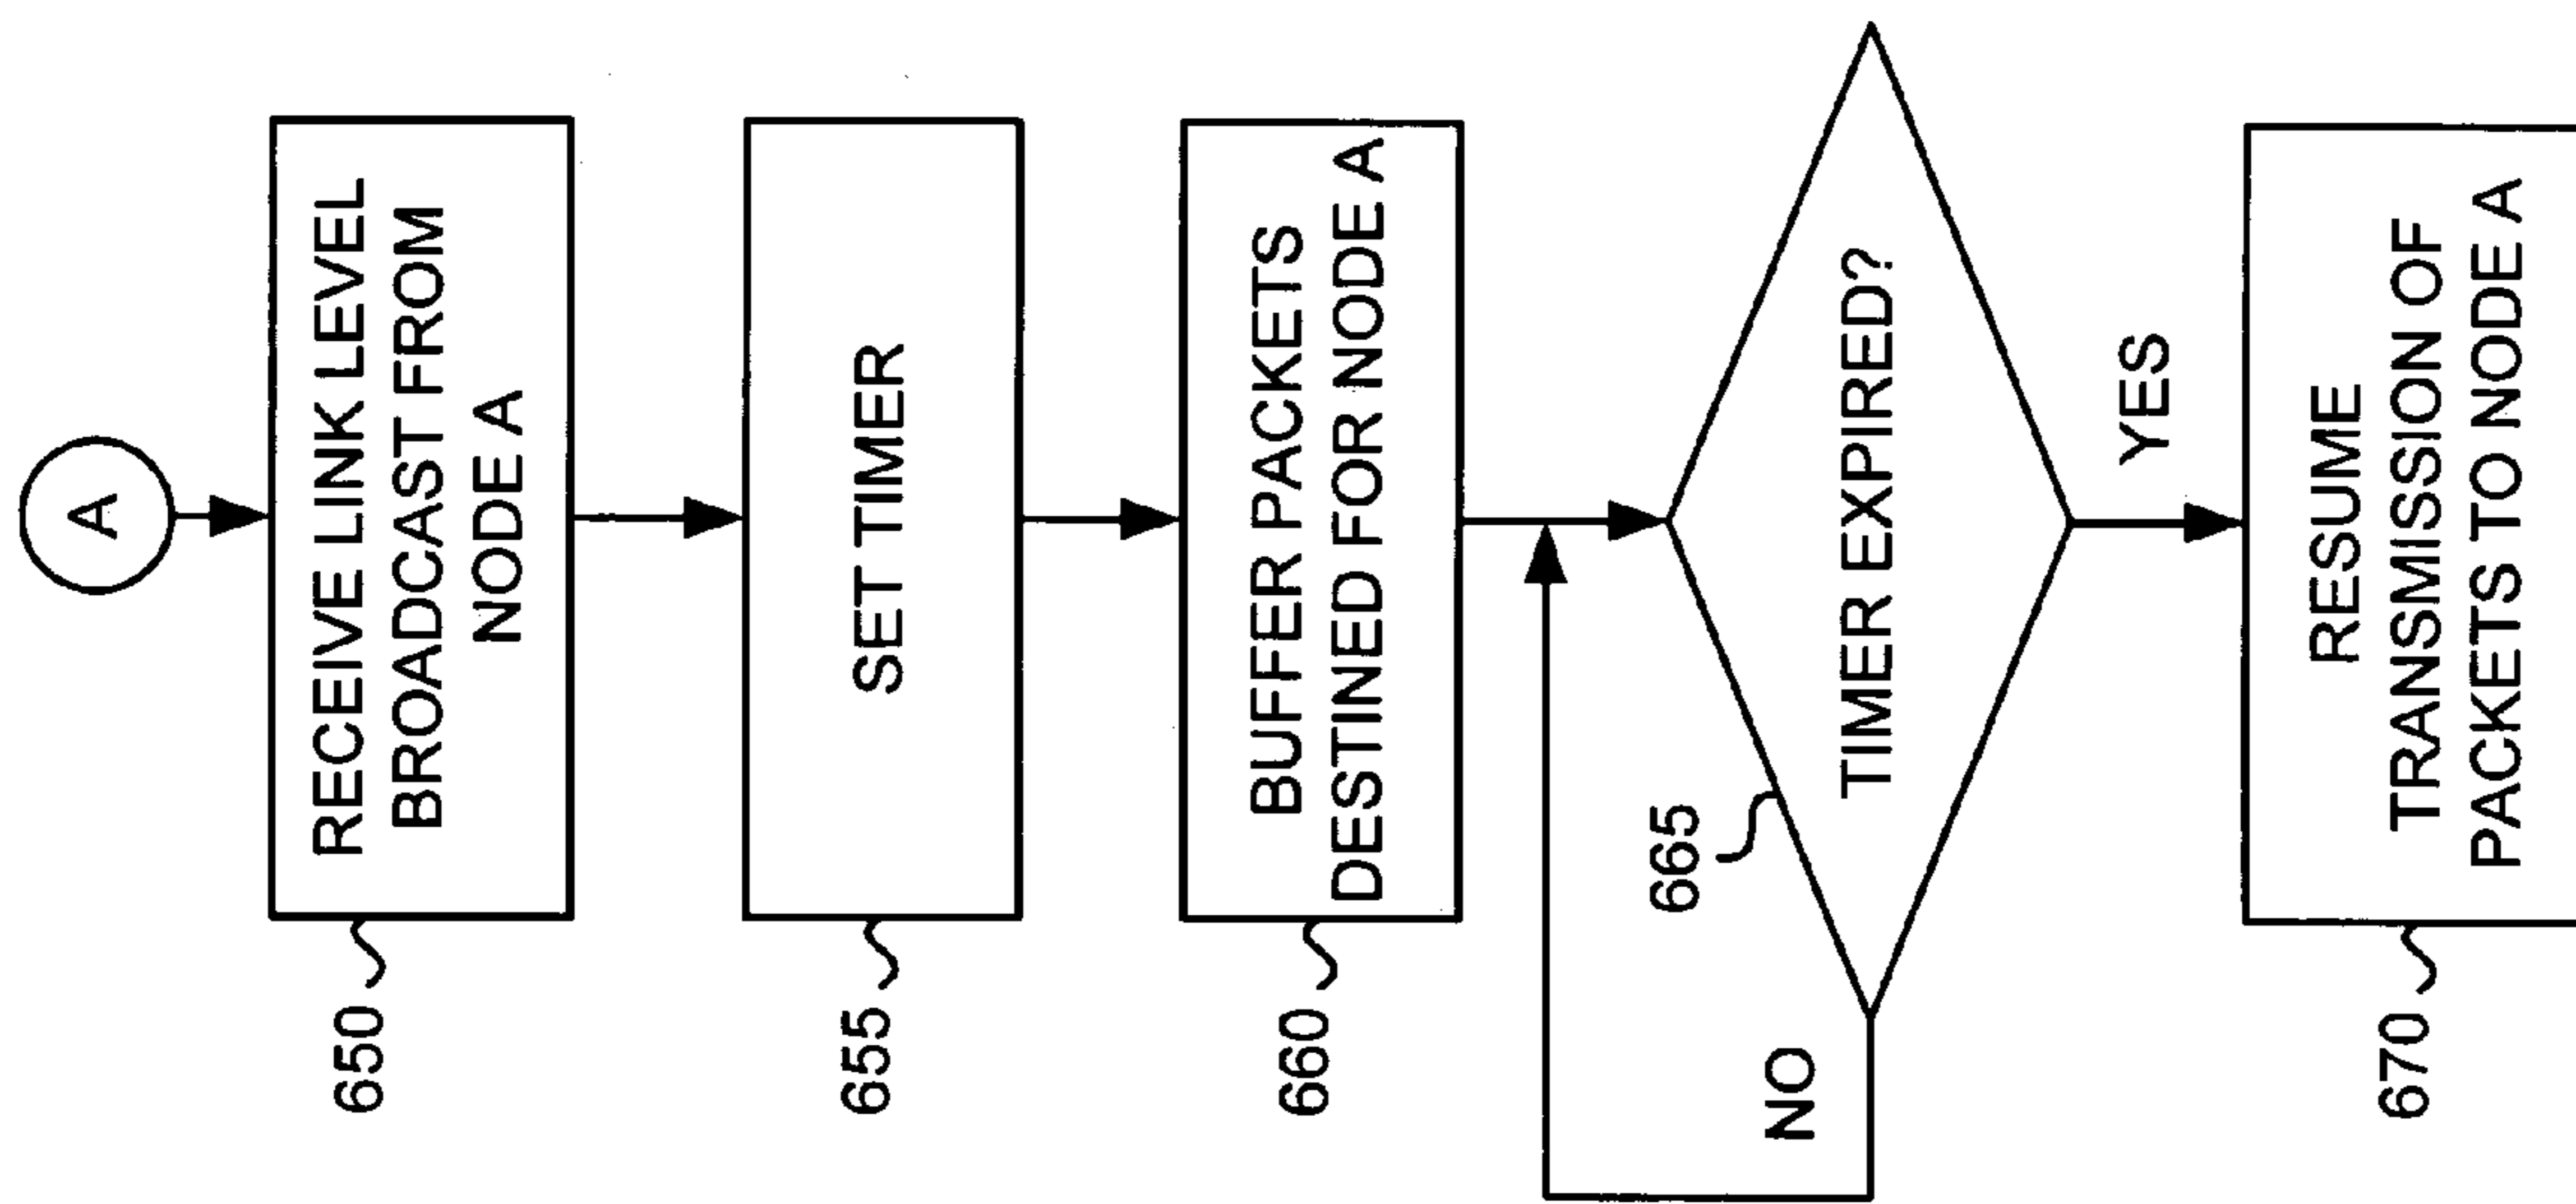 A
650
RECEIVE LINK LEVEL
BROADCAST FROM
NODE A
655
SET TIMER
660
BUFFER PACKETS
DESTINED FOR NODE A
665
TIMER EXPIRED?
NO
YES
670
RESUME
TRANSMISSION OF
PACKETS TO NODE A